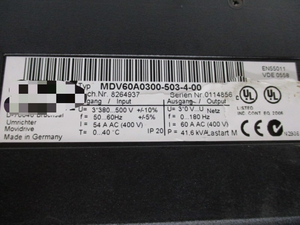 EN55011
VDE 0558
Typ MDV60A0300-503-4-00
Sach.Nr. 8264937 Serien Nr. 0114856
Eingang / Input Ausgang / Output
U= 3*380..500 V +/-10% U= 3*0 V..U Netz
f= 50..60Hz +/-5% f= 0..180 Hz
Umrichter I= 54 A AC (400 V) I= 60 A AC (400 V)
Movidrive T= 0..40°C IP 20 P= 41,6 kVA Lastart M
Made in Germany
LISTED
IND. CONT. EQ.